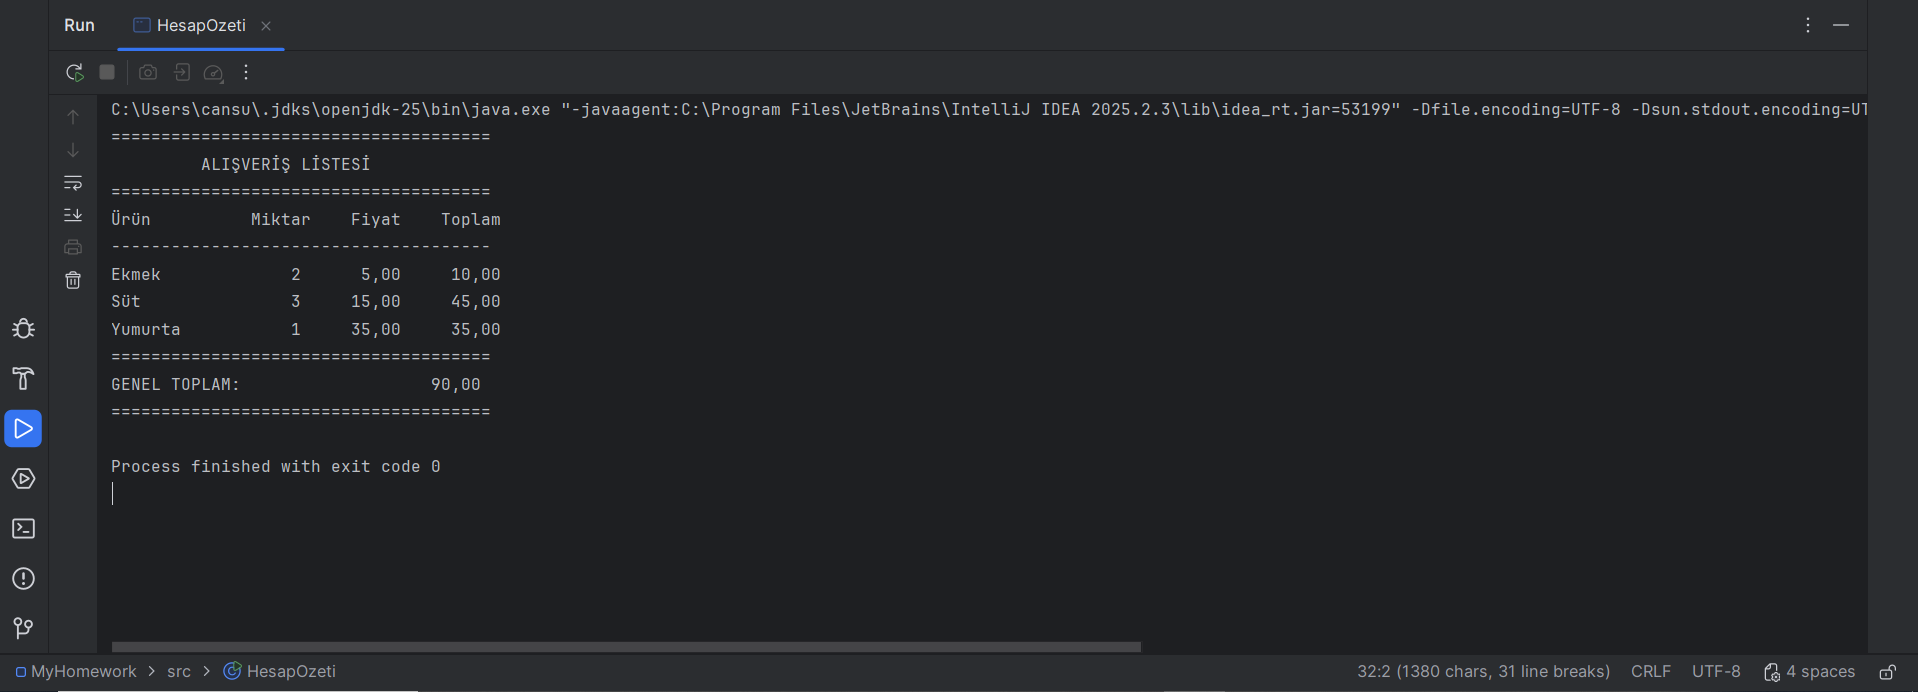 Run HesapOzeti
C:\Users\cansu\.jdks\openjdk-25\bin\java.exe "-javaagent:C:\Program Files\JetBrains\IntelliJ IDEA 2025.2.3\lib\idea_rt.jar=53199" -Dfile.encoding=UTF-8 -Dsun.stdout.encoding=UT
======================================
         ALIŞVERİŞ LİSTESİ
======================================
Ürün          Miktar    Fiyat    Toplam
--------------------------------------
Ekmek             2      5,00     10,00
Süt               3     15,00     45,00
Yumurta           1     35,00     35,00
======================================
GENEL TOPLAM:                   90,00
======================================
Process finished with exit code 0
MyHomework > src > HesapOzeti 32:2 (1380 chars, 31 line breaks) CRLF UTF-8 4 spaces